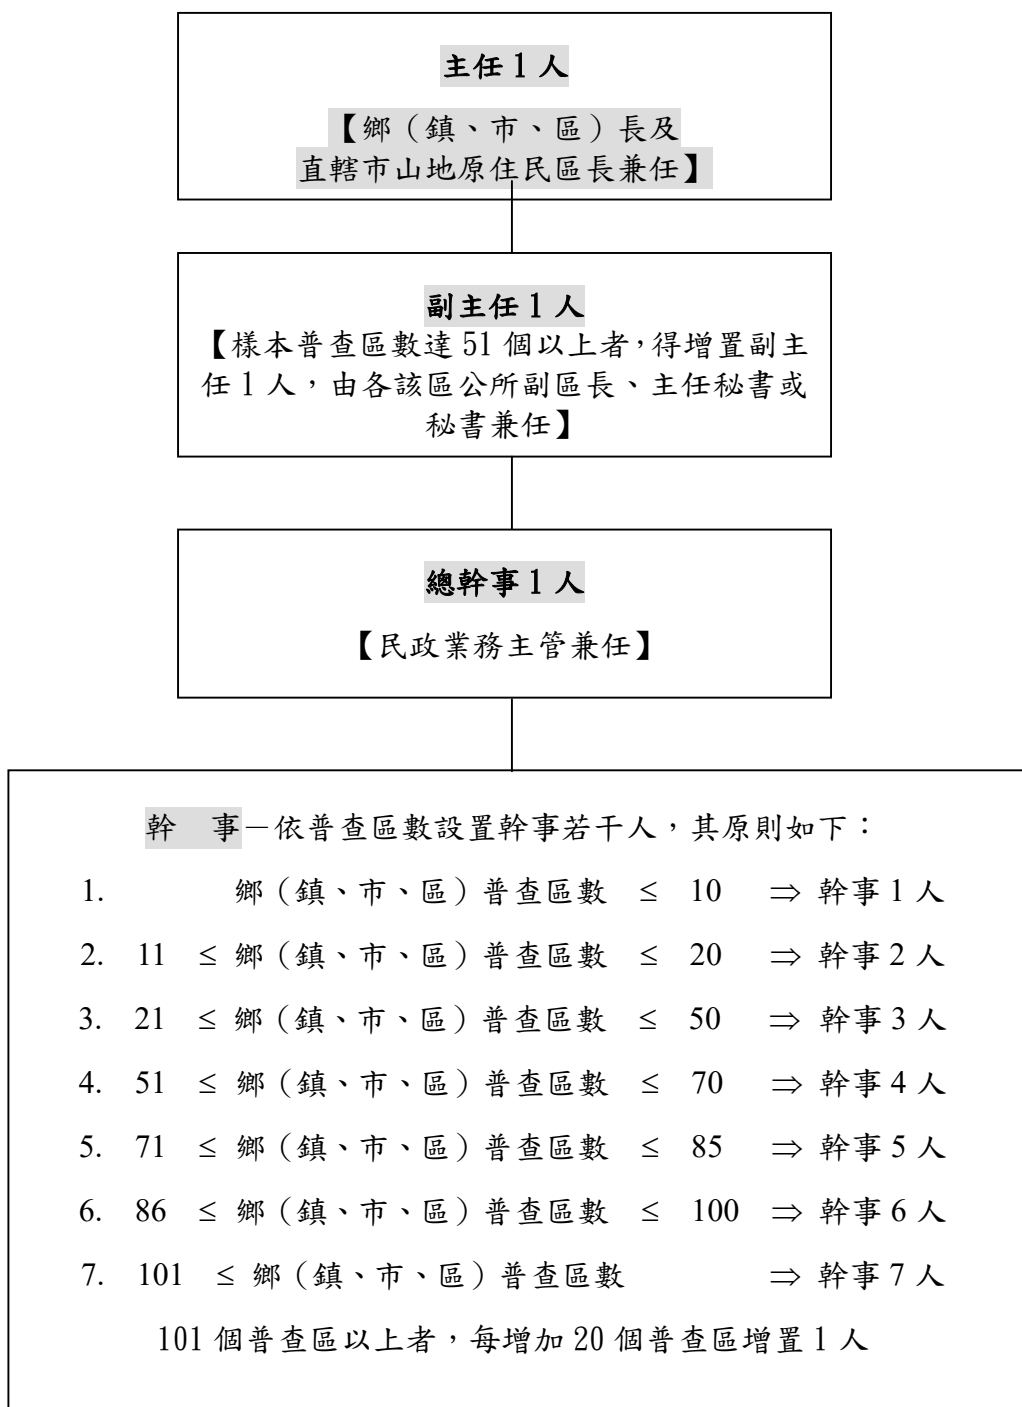 主任1人
【鄉（鎮、市、區）長及
直轄市山地原住民區長兼任】
副主任1人
【樣本普查區數達51個以上者，得增置副主
任1人，由各該區公所副區長、主任秘書或
秘書兼任】
總幹事1人
【民政業務主管兼任】
幹　事－依普查區數設置幹事若干人，其原則如下：
1. 鄉（鎮、市、區）普查區數 ≤ 10 ⇒ 幹事1人
2. 11 ≤ 鄉（鎮、市、區）普查區數 ≤ 20 ⇒ 幹事2人
3. 21 ≤ 鄉（鎮、市、區）普查區數 ≤ 50 ⇒ 幹事3人
4. 51 ≤ 鄉（鎮、市、區）普查區數 ≤ 70 ⇒ 幹事4人
5. 71 ≤ 鄉（鎮、市、區）普查區數 ≤ 85 ⇒ 幹事5人
6. 86 ≤ 鄉（鎮、市、區）普查區數 ≤ 100 ⇒ 幹事6人
7. 101 ≤ 鄉（鎮、市、區）普查區數 ⇒ 幹事7人
101個普查區以上者，每增加20個普查區增置1人